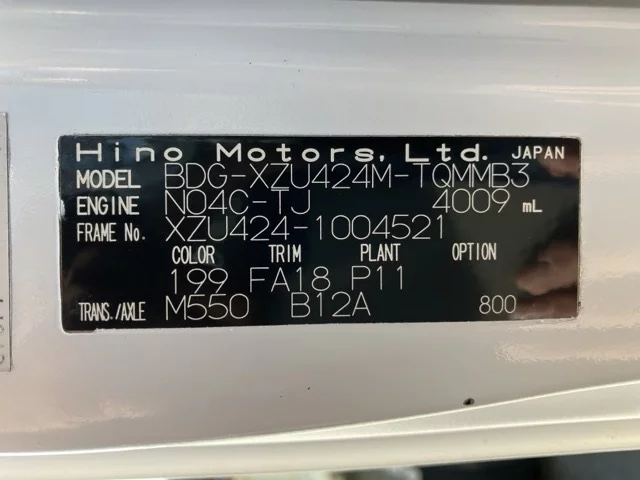 Hino Motors, Ltd. JAPAN
MODEL BDG-XZU424M-TQMMB3
ENGINE N04C-TJ 4009 mL
FRAME No. XZU424-1004521
COLOR TRIM PLANT OPTION
199 FA18 P11
TRANS./AXLE M550 B12A 800